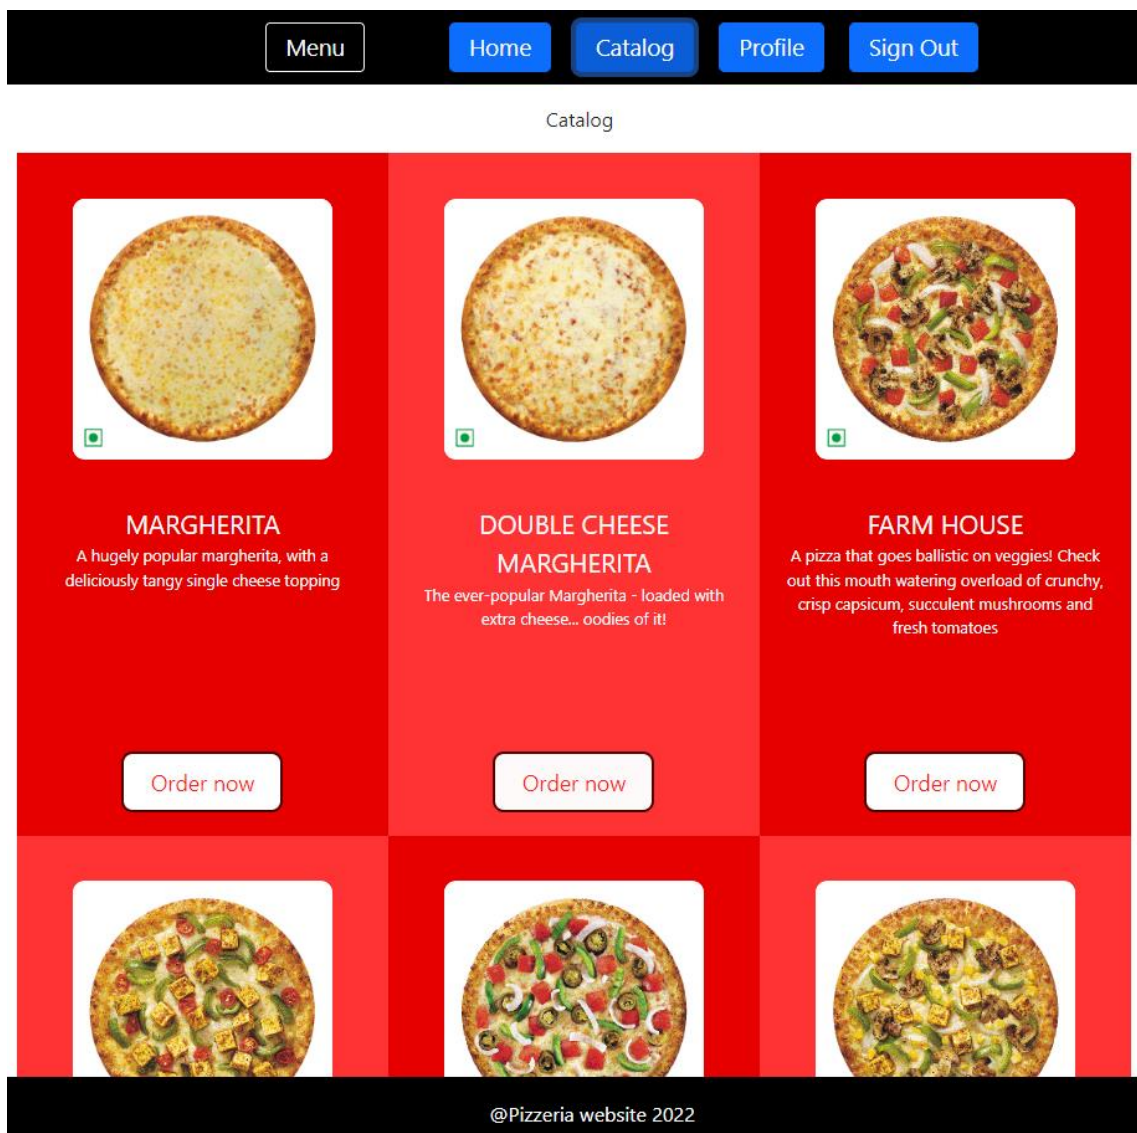 Menu Home Catalog Profile Sign Out
Catalog
MARGHERITA
A hugely popular margherita, with a
deliciously tangy single cheese topping
Order now
DOUBLE CHEESE
MARGHERITA
The ever-popular Margherita - loaded with
extra cheese... oodies of it!
Order now
FARM HOUSE
A pizza that goes ballistic on veggies! Check
out this mouth watering overload of crunchy,
crisp capsicum, succulent mushrooms and
fresh tomatoes
Order now
@Pizzeria website 2022